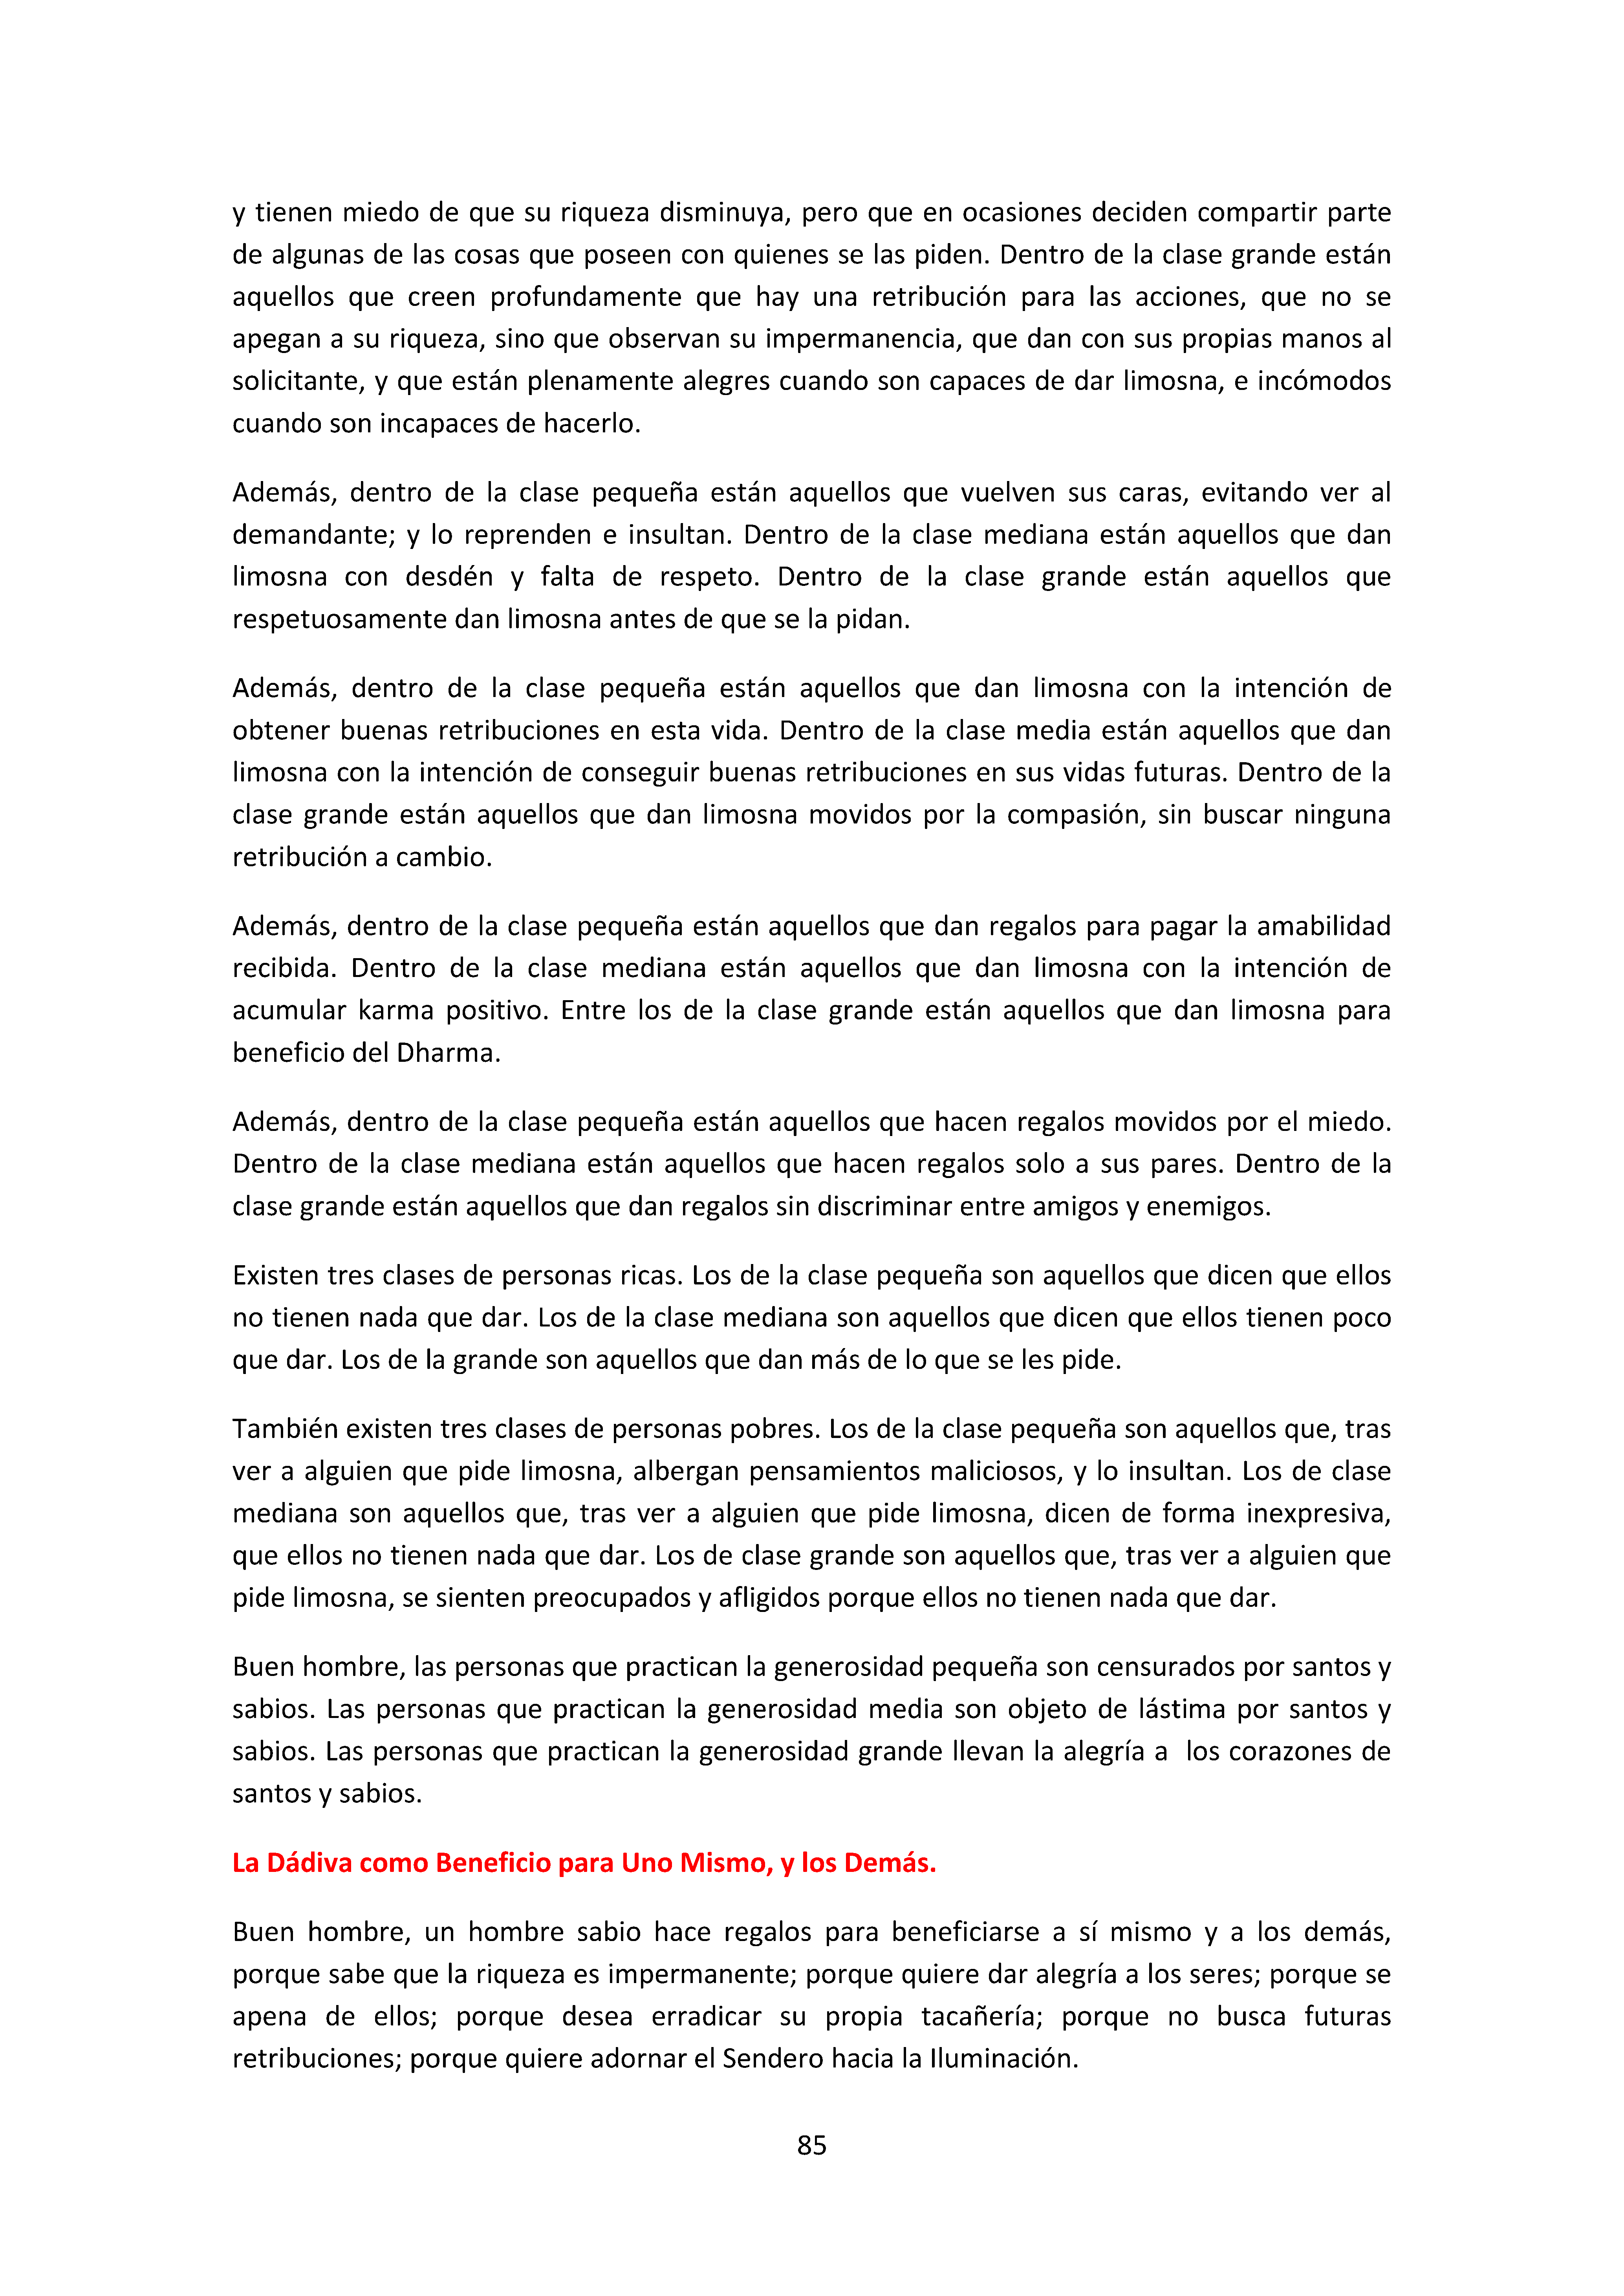 y tienen miedo de que su riqueza disminuya, pero que en ocasiones deciden compartir parte
de algunas de las cosas que poseen con quienes se las piden. Dentro de la clase grande están
aquellos que creen profundamente que hay una retribución para las acciones, que no se
apegan a su riqueza, sino que observan su impermanencia, que dan con sus propias manos al
solicitante, y que están plenamente alegres cuando son capaces de dar limosna, e incómodos
cuando son incapaces de hacerlo.
Además, dentro de la clase pequeña están aquellos que vuelven sus caras, evitando ver al
demandante; y lo reprenden e insultan. Dentro de la clase mediana están aquellos que dan
limosna con desdén y falta de respeto. Dentro de la clase grande están aquellos que
respetuosamente dan limosna antes de que se la pidan.
Además, dentro de la clase pequeña están aquellos que dan limosna con la intención de
obtener buenas retribuciones en esta vida. Dentro de la clase media están aquellos que dan
limosna con la intención de conseguir buenas retribuciones en sus vidas futuras. Dentro de la
clase grande están aquellos que dan limosna movidos por la compasión, sin buscar ninguna
retribución a cambio.
Además, dentro de la clase pequeña están aquellos que dan regalos para pagar la amabilidad
recibida. Dentro de la clase mediana están aquellos que dan limosna con la intención de
acumular karma positivo. Entre los de la clase grande están aquellos que dan limosna para
beneficio del Dharma.
Además, dentro de la clase pequeña están aquellos que hacen regalos movidos por el miedo.
Dentro de la clase mediana están aquellos que hacen regalos solo a sus pares. Dentro de la
clase grande están aquellos que dan regalos sin discriminar entre amigos y enemigos.
Existen tres clases de personas ricas. Los de la clase pequeña son aquellos que dicen que ellos
no tienen nada que dar. Los de la clase mediana son aquellos que dicen que ellos tienen poco
que dar. Los de la grande son aquellos que dan más de lo que se les pide.
También existen tres clases de personas pobres. Los de la clase pequeña son aquellos que, tras
ver a alguien que pide limosna, albergan pensamientos maliciosos, y lo insultan. Los de clase
mediana son aquellos que, tras ver a alguien que pide limosna, dicen de forma inexpresiva,
que ellos no tienen nada que dar. Los de clase grande son aquellos que, tras ver a alguien que
pide limosna, se sienten preocupados y afligidos porque ellos no tienen nada que dar.
Buen hombre, las personas que practican la generosidad pequeña son censurados por santos y
sabios. Las personas que practican la generosidad media son objeto de lástima por santos y
sabios. Las personas que practican la generosidad grande llevan la alegría a  los corazones de
santos y sabios.
La Dádiva como Beneficio para Uno Mismo, y los Demás.
Buen hombre, un hombre sabio hace regalos para beneficiarse a sí mismo y a los demás,
porque sabe que la riqueza es impermanente; porque quiere dar alegría a los seres; porque se
apena de ellos; porque desea erradicar su propia tacañería; porque no busca futuras
retribuciones; porque quiere adornar el Sendero hacia la Iluminación.
85